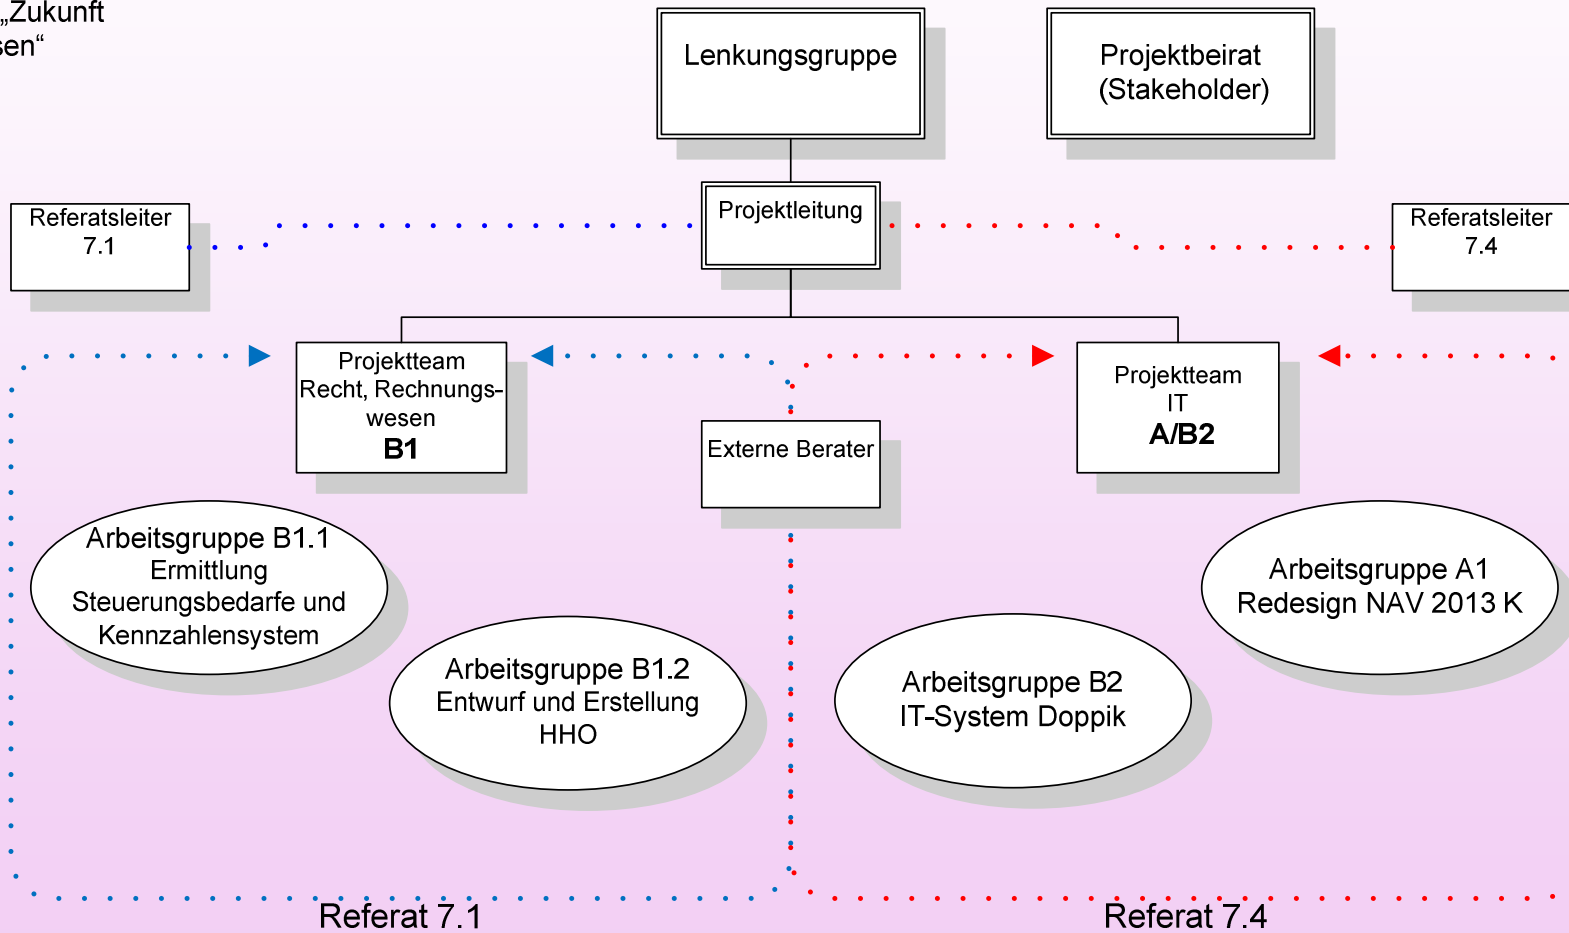 „Zukunft
sen“
Lenkungsgruppe
Projektbeirat
(Stakeholder)
Projektleitung
Referatsleiter
7.1
Referatsleiter
7.4
Projektteam
Recht, Rechnungs-
wesen
B1
Projektteam
IT
A/B2
Externe Berater
Arbeitsgruppe B1.1
Ermittlung
Steuerungsbedarfe und
Kennzahlensystem
Arbeitsgruppe B1.2
Entwurf und Erstellung
HHO
Arbeitsgruppe B2
IT-System Doppik
Arbeitsgruppe A1
Redesign NAV 2013 K
Referat 7.1
Referat 7.4